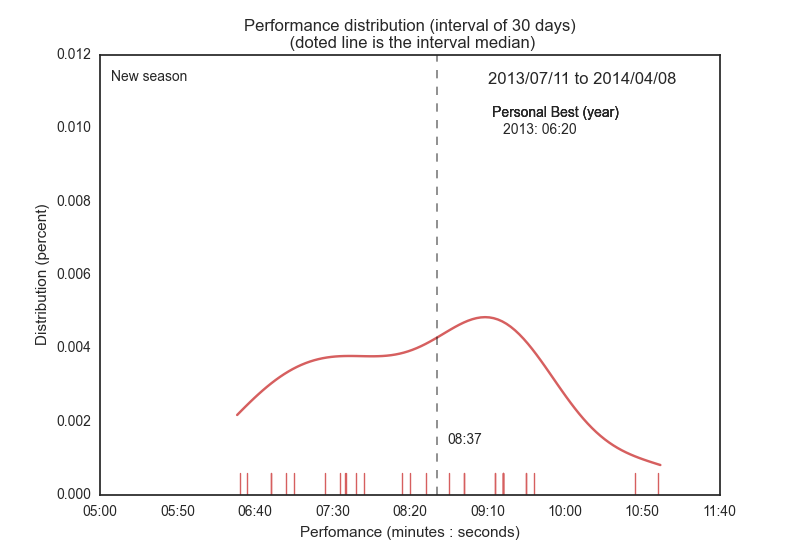 Performance distribution (interval of 30 days)
(doted line is the interval median)
0.012
New season
2013/07/11 to 2014/04/08
Personal Best (year)
2013: 06:20
0.010
0.008
0.006
0.004
0.002
0.000
Distribution (percent)
08:37
05:00 05:50 06:40 07:30 08:20 09:10 10:00 10:50 11:40
Perfomance (minutes : seconds)